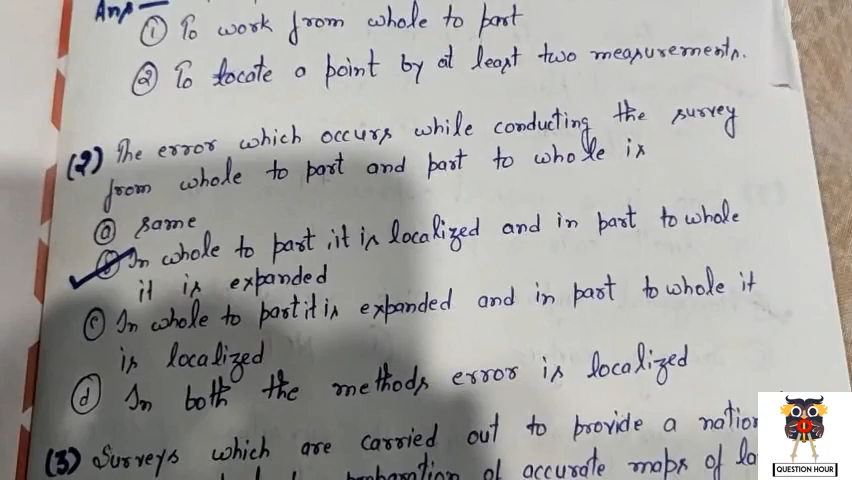 Ans—
① To work from whole to part
② To locate a point by at least two measurements.
(2) The error which occurs while conducting the survey
from whole to part and part to whole is
ⓐ same
ⓑ In whole to part, it is localized and in part to whole
it is expanded
ⓒ In whole to part it is expanded and in part to whole it
is localized
ⓓ In both the methods error is localized
(3) Surveys which are carried out to provide a nation
preparation of accurate maps of la
QUESTION HOUR